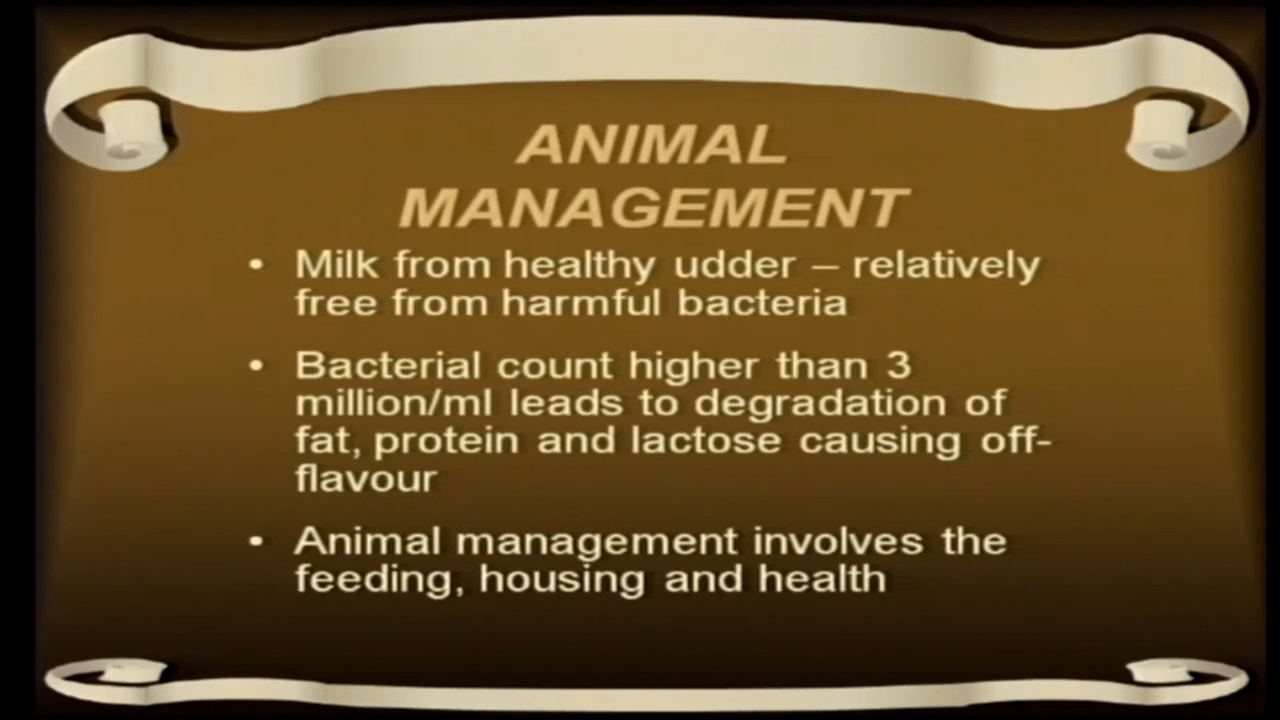 ANIMAL
MANAGEMENT
• Milk from healthy udder – relatively
free from harmful bacteria
• Bacterial count higher than 3
million/ml leads to degradation of
fat, protein and lactose causing off-
flavour
• Animal management involves the
feeding, housing and health